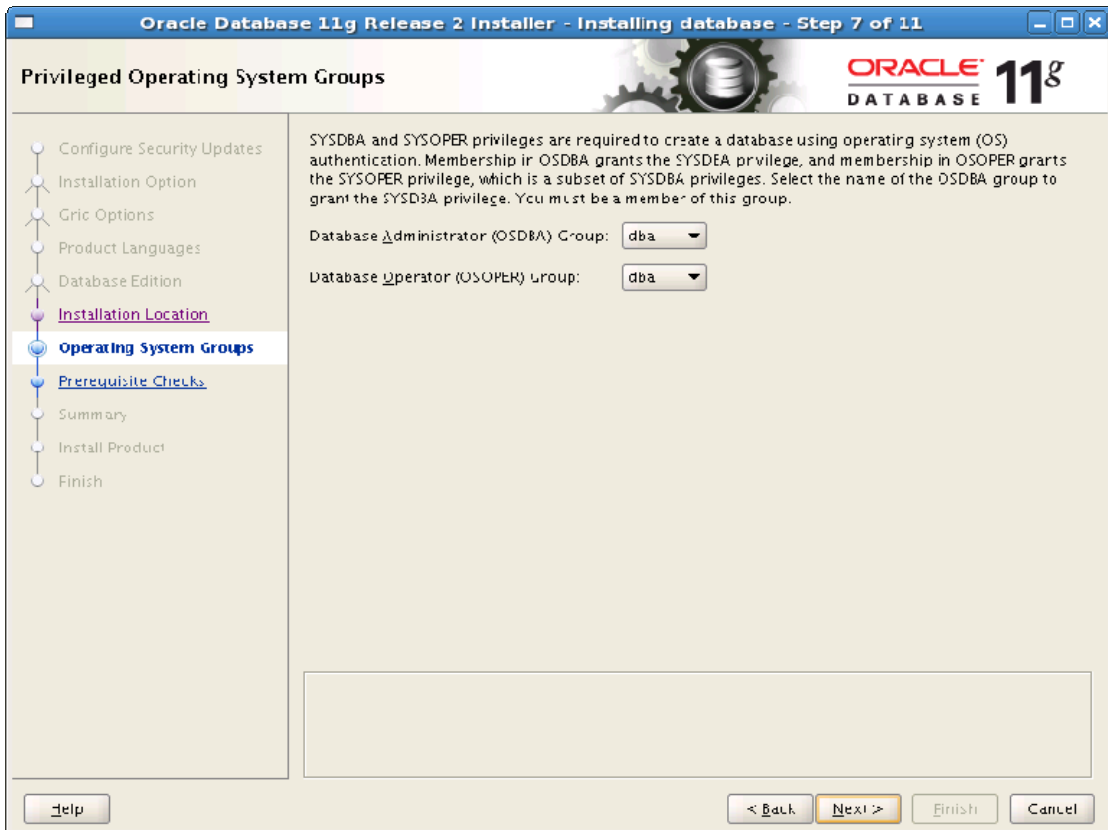 Oracle Database 11g Release 2 Installer - Installing database - Step 7 of 11
Privileged Operating System Groups
ORACLE DATABASE 11g
Configure Security Updates
Installation Option
Gric Options
Product Languages
Database Edition
Installation Location
Operating System Groups
Prerequisite Checks
Summary
Install Product
Finish
SYSDBA and SYSOPER privileges are required to create a database using operating system (OS)
authentication. Membership in OSDBA grants the SYSDBA privilege, and membership in OSOPER grants
the SYSOPER privilege, which is a subset of SYSDBA privileges. Select the name of the OSDBA group to
grant the SYSDBA privilege. You must be a member of this group.
Database Administrator (OSDBA) Group: dba
Database Operator (OSOPER) Group: dba
Help
< Back
Next >
Finish
Cancel